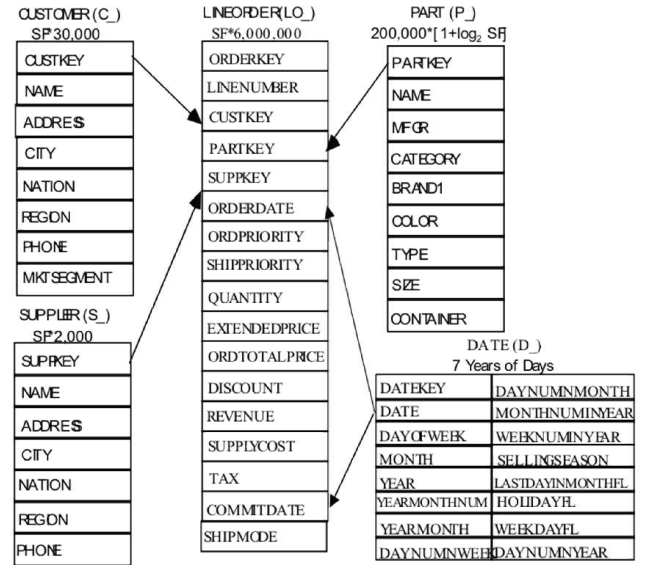 CUSTOMER (C_)
SF*30,000
CUSTKEY
NAME
ADDRESS
CITY
NATION
REGION
PHONE
MKTSEGMENT
SUPPLIER (S_)
SF*2,000
SUPPKEY
NAME
ADDRESS
CITY
NATION
REGION
PHONE
LINEORDER(LO_)
SF*6,000,000
ORDERKEY
LINENUMBER
CUSTKEY
PARTKEY
SUPPKEY
ORDERDATE
ORDPRIORITY
SHIPPRIORITY
QUANTITY
EXTENDEDPRICE
ORDTOTALPRICE
DISCOUNT
REVENUE
SUPPLYCOST
TAX
COMMITDATE
SHIPMODE
PART (P_)
200,000*[1+log₂ SF]
PARTKEY
NAME
MFGR
CATEGORY
BRAND1
COLOR
TYPE
SIZE
CONTAINER
DATE (D_)
7 Years of Days
DATEKEY DAYNUMNMONTH
DATE MONTHNUMINYEAR
DAYOFWEEK WEEKNUMINYEAR
MONTH SELLINGSEASON
YEAR LASTDAYINMONTHFL
YEARMONTHNUM HOLIDAYFL
YEARMONTH WEEKDAYFL
DAYNUMNWEEK DAYNUMNYEAR